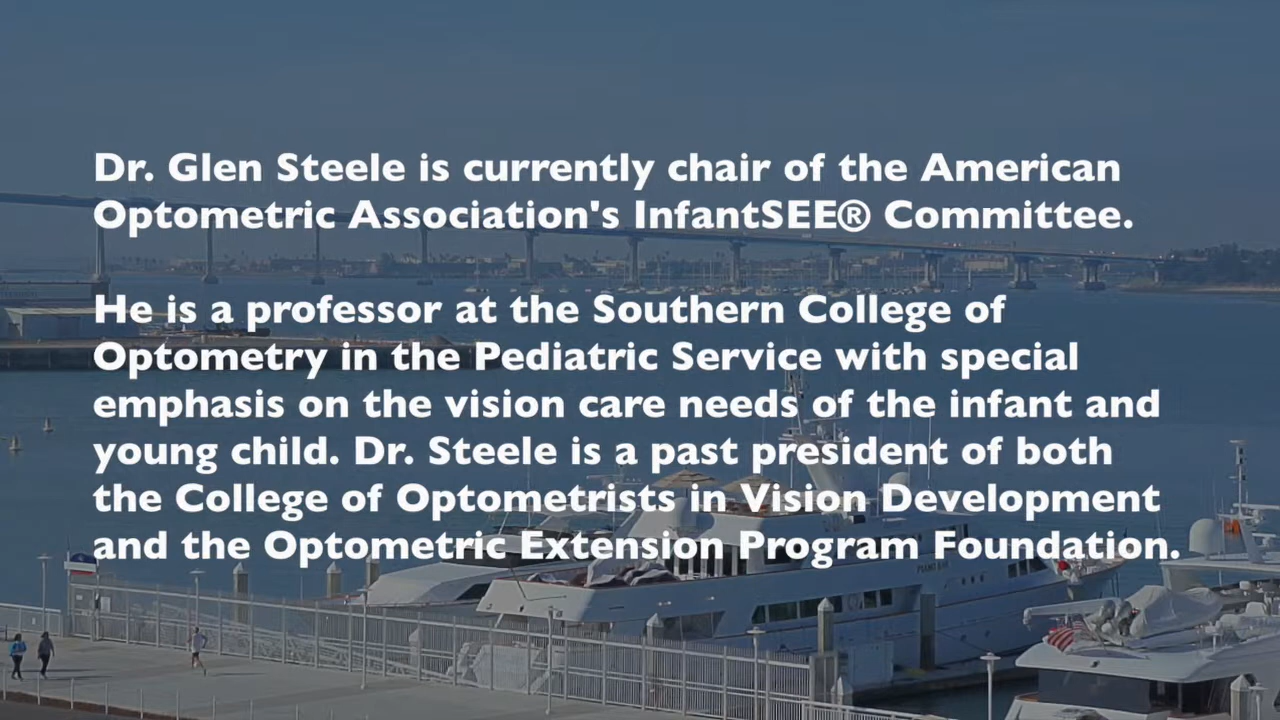 Dr. Glen Steele is currently chair of the American
Optometric Association's InfantSEE® Committee.
He is a professor at the Southern College of
Optometry in the Pediatric Service with special
emphasis on the vision care needs of the infant and
young child. Dr. Steele is a past president of both
the College of Optometrists in Vision Development
and the Optometric Extension Program Foundation.